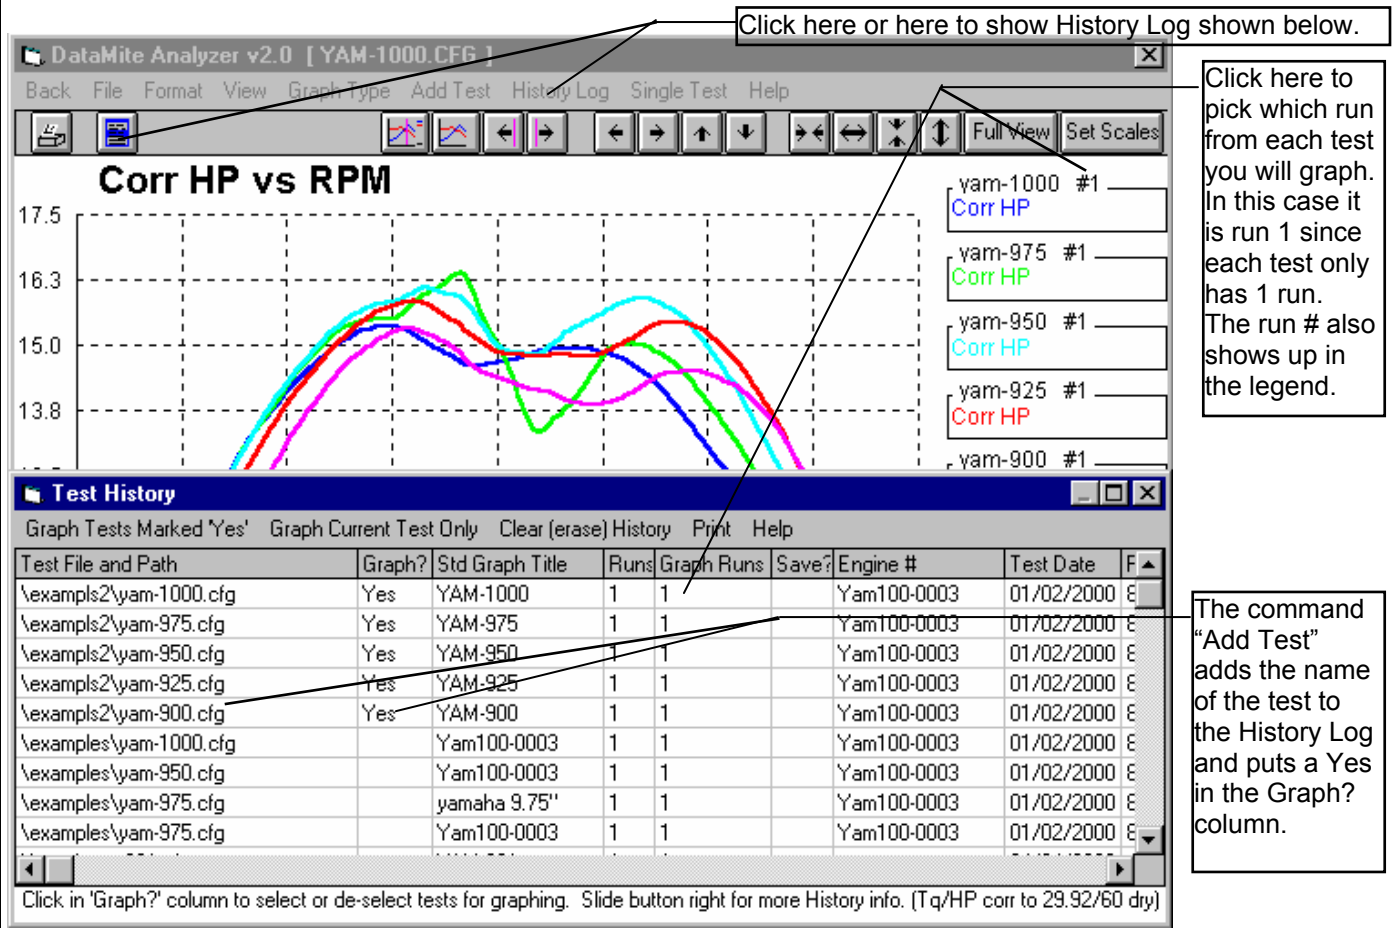 Click here or here to show History Log shown below.
DataMite Analyzer v2.0 [ YAM-1000.CFG ]
Back File Format View Graph Type Add Test History Log Single Test Help
Full View Set Scales
Corr HP vs RPM
17.5
16.3
15.0
13.8
yam-1000 #1
Corr HP
yam-975 #1
Corr HP
yam-950 #1
Corr HP
yam-925 #1
Corr HP
yam-900 #1
Click here to
pick which run
from each test
you will graph.
In this case it
is run 1 since
each test only
has 1 run.
The run # also
shows up in
the legend.
Test History
Graph Tests Marked 'Yes' Graph Current Test Only Clear (erase) History Print Help
Test File and Path Graph? Std Graph Title Runs Graph Runs Save? Engine # Test Date F
\exampls2\yam-1000.cfg Yes YAM-1000 1 1 Yam100-0003 01/02/2000 8
\exampls2\yam-975.cfg Yes YAM-975 1 1 Yam100-0003 01/02/2000
\exampls2\yam-950.cfg Yes YAM-950 1 1 Yam100-0003 01/02/2000
\exampls2\yam-925.cfg Yes YAM-925 1 1 Yam100-0003 01/02/2000
\exampls2\yam-900.cfg Yes YAM-900 1 1 Yam100-0003 01/02/2000
\examples\yam-1000.cfg Yam100-0003 1 1 Yam100-0003 01/02/2000
\examples\yam-950.cfg Yam100-0003 1 1 Yam100-0003 01/02/2000
\examples\yam-975.cfg yamaha 9.75'' 1 1 Yam100-0003 01/02/2000
\examples\yam-975.cfg Yam100-0003 1 1 Yam100-0003 01/02/2000
Click in 'Graph?' column to select or de-select tests for graphing. Slide button right for more History info. (Tq/HP corr to 29.92/60 dry)
The command
“Add Test”
adds the name
of the test to
the History Log
and puts a Yes
in the Graph?
column.